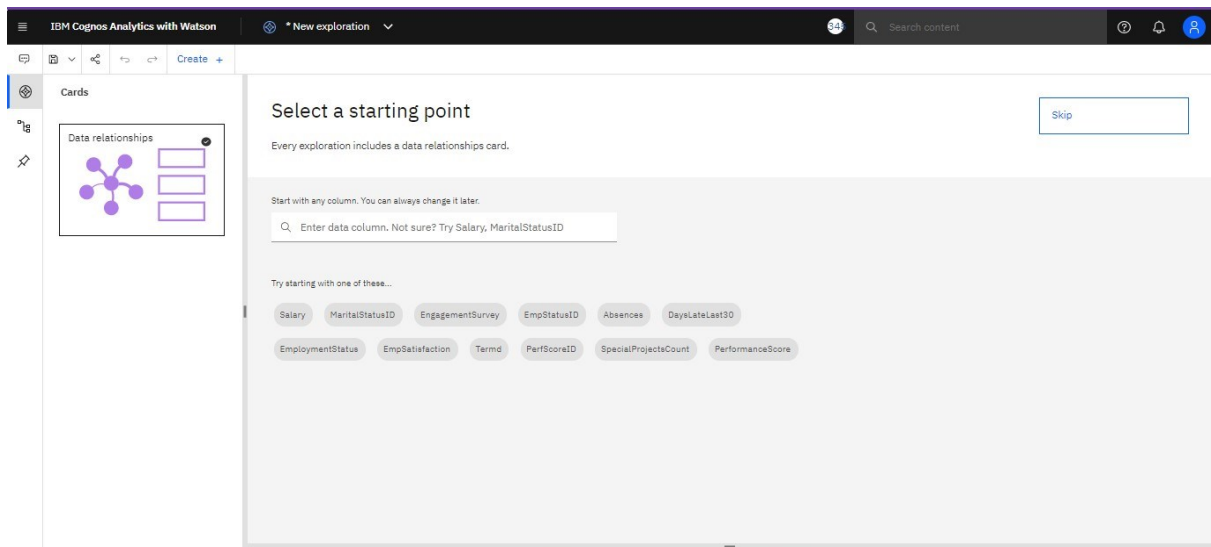 IBM Cognos Analytics with Watson
* New exploration
34
Search content
Create +
Cards
Data relationships
Select a starting point
Every exploration includes a data relationships card.
Skip
Start with any column. You can always change it later.
Enter data column. Not sure? Try Salary, MaritalStatusID
Try starting with one of these...
Salary MaritalStatusID EngagementSurvey EmpStatusID Absences DaysLateLast30
EmploymentStatus EmpSatisfaction Termd PerfScoreID SpecialProjectsCount PerformanceScore